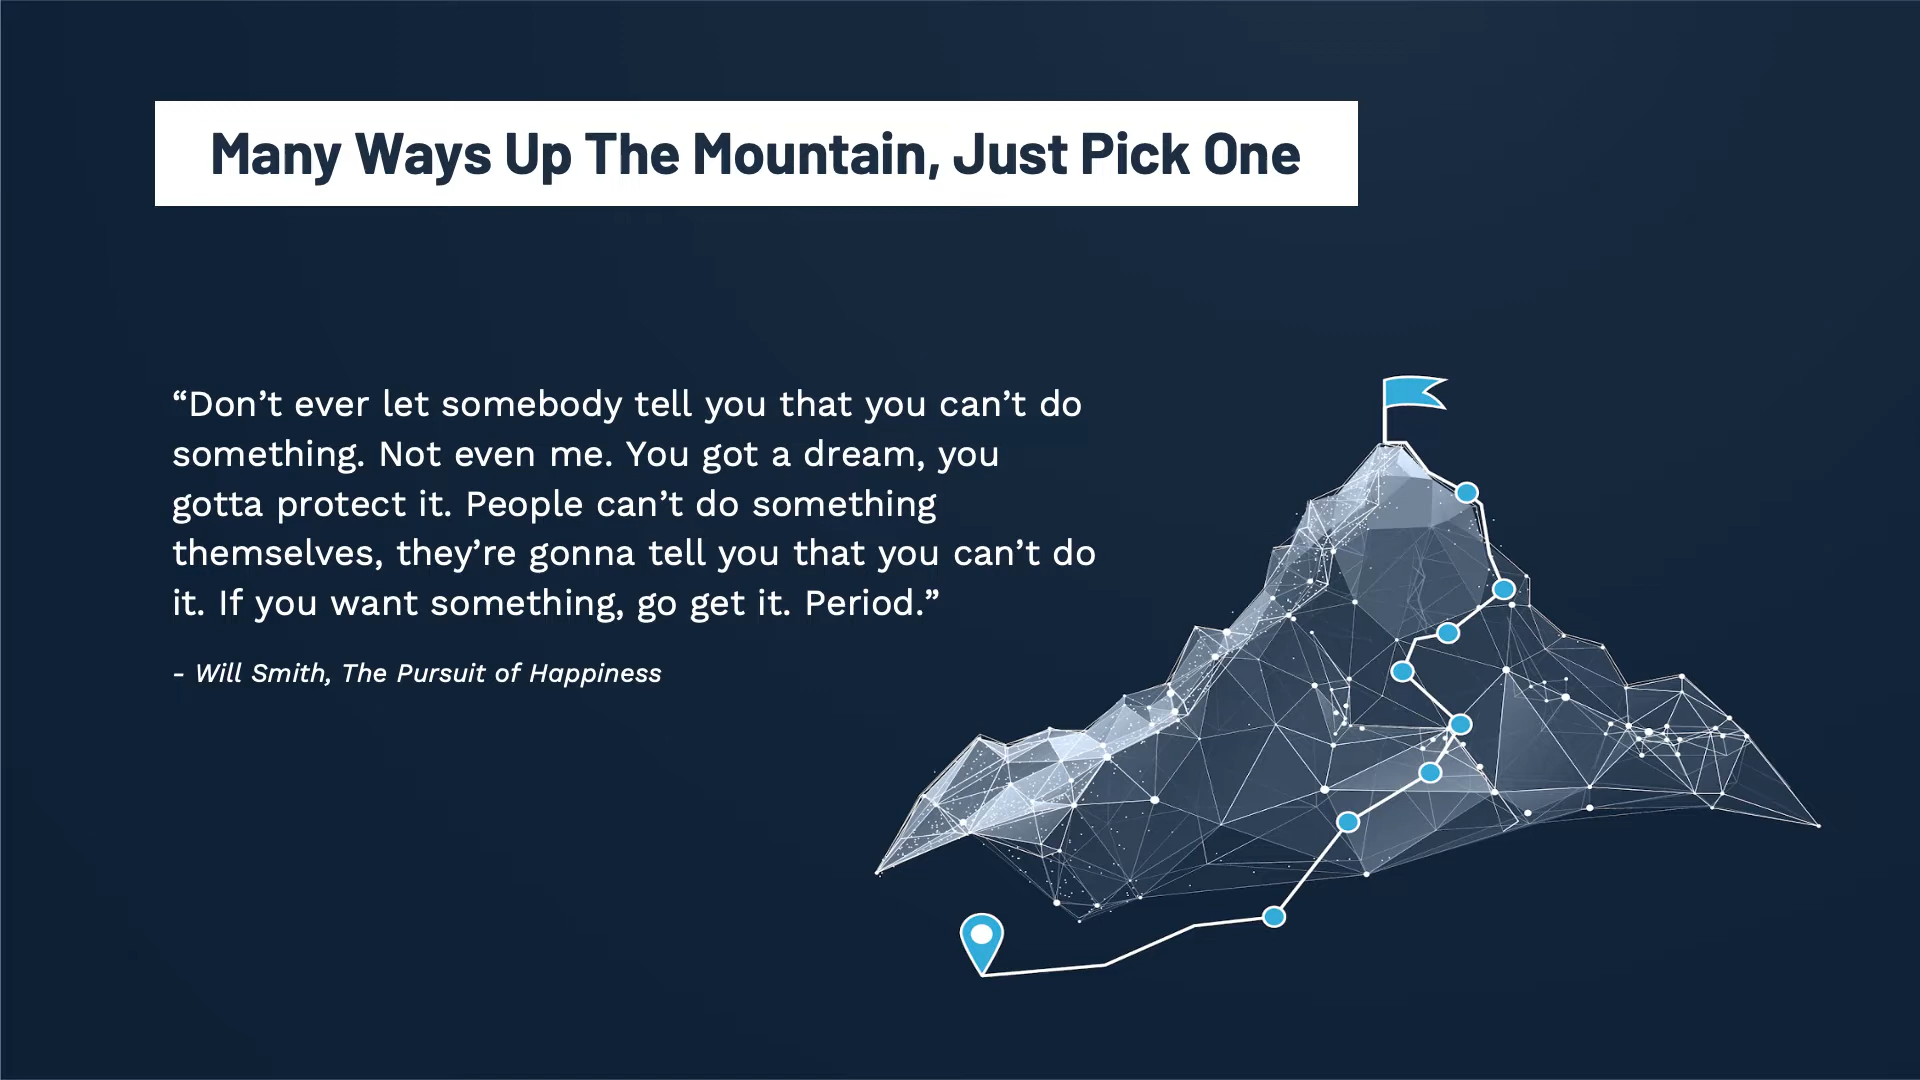 Many Ways Up The Mountain, Just Pick One
“Don’t ever let somebody tell you that you can’t do
something. Not even me. You got a dream, you
gotta protect it. People can’t do something
themselves, they’re gonna tell you that you can’t do
it. If you want something, go get it. Period.”
- Will Smith, The Pursuit of Happiness